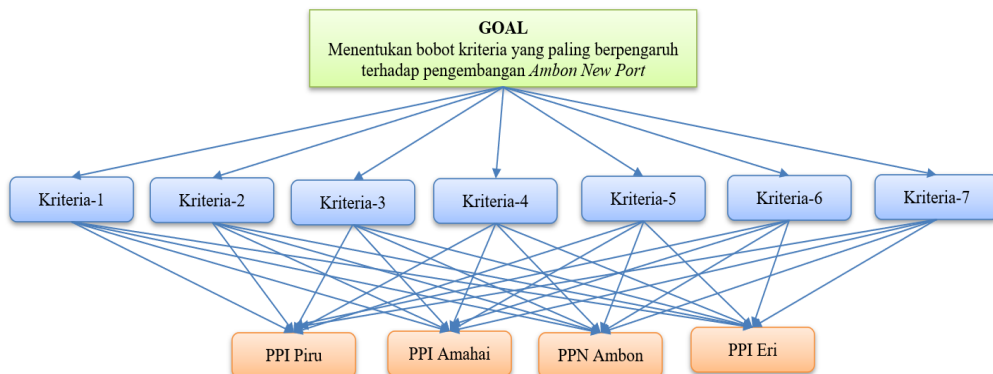 GOAL
Menentukan bobot kriteria yang paling berpengaruh
terhadap pengembangan Ambon New Port
Kriteria-1
Kriteria-2
Kriteria-3
Kriteria-4
Kriteria-5
Kriteria-6
Kriteria-7
PPI Piru
PPI Amahai
PPN Ambon
PPI Eri